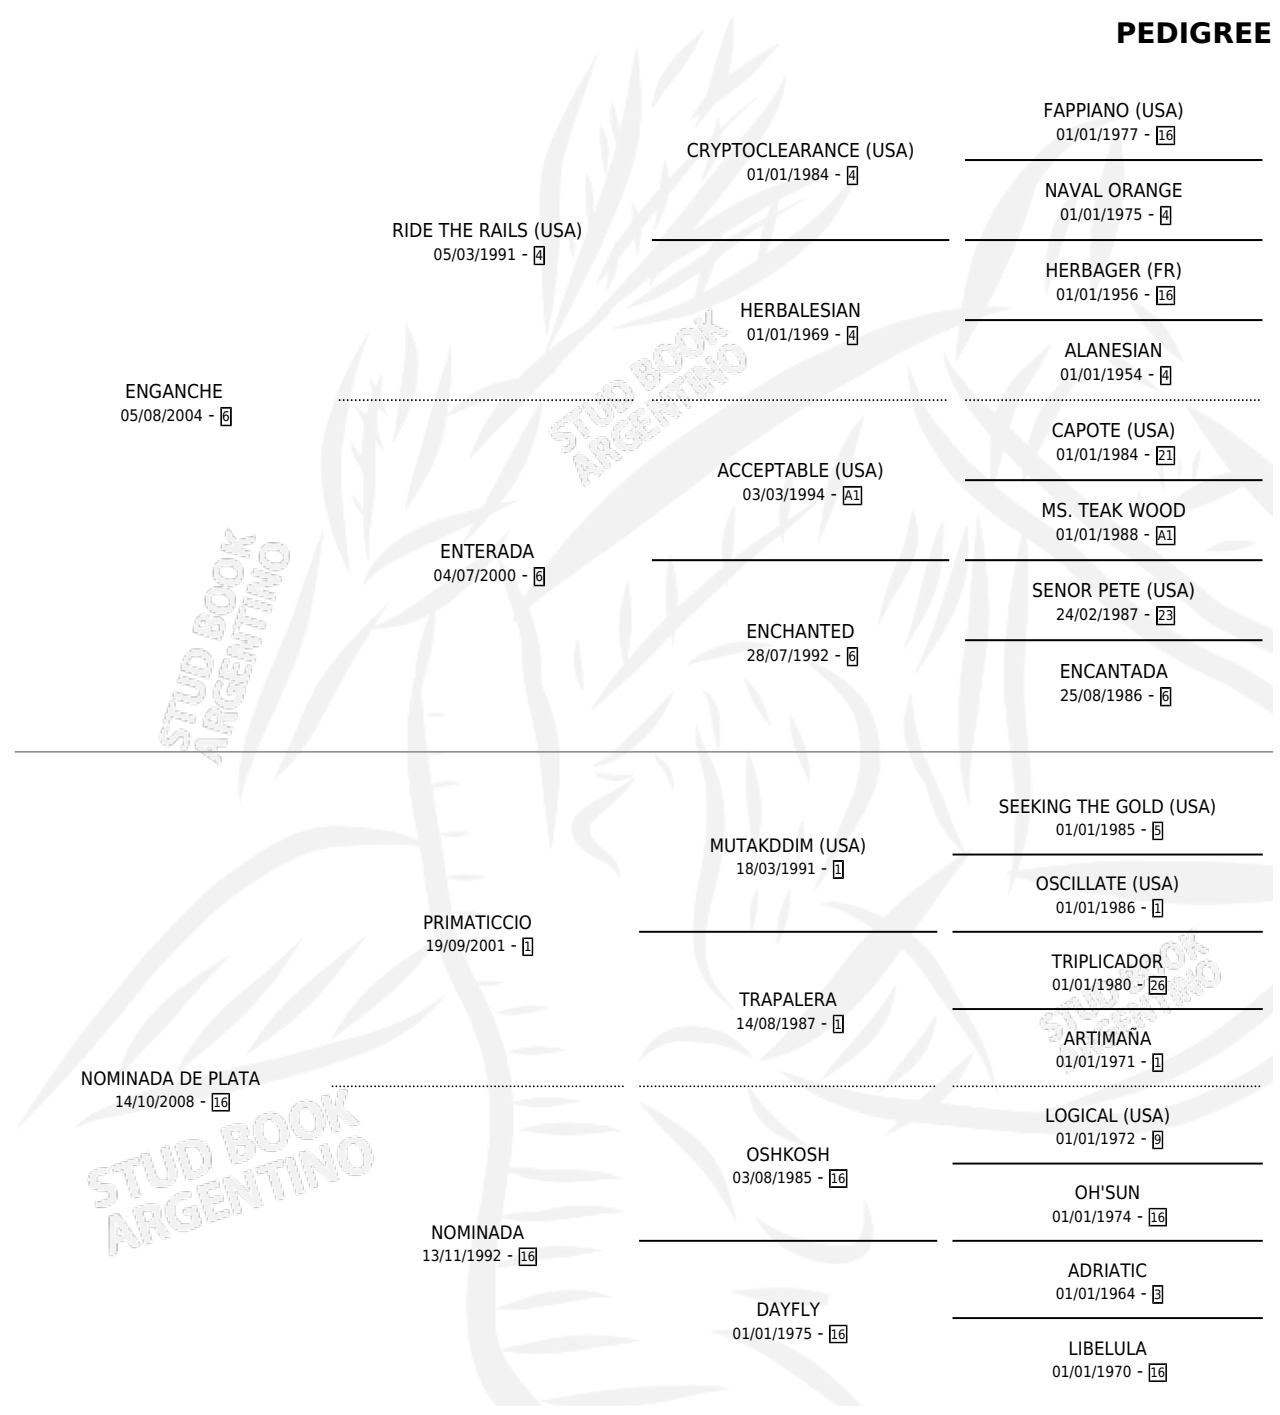 PEDIGREE
FAPPIANO (USA)
01/01/1977 - 16
CRYPTOCLEARANCE (USA)
01/01/1984 - 4
NAVAL ORANGE
01/01/1975 - 4
RIDE THE RAILS (USA)
05/03/1991 - 4
HERBAGER (FR)
01/01/1956 - 16
HERBALESIAN
01/01/1969 - 4
ALANESIAN
01/01/1954 - 4
ENGANCHE
05/08/2004 - 6
CAPOTE (USA)
01/01/1984 - 21
ACCEPTABLE (USA)
03/03/1994 - A1
MS. TEAK WOOD
01/01/1988 - A1
ENTERADA
04/07/2000 - 6
SENOR PETE (USA)
24/02/1987 - 23
ENCHANTED
28/07/1992 - 6
ENCANTADA
25/08/1986 - 6
STUD BOOK
ARGENTINO
STUD BOOK
ARGENTINO
SEEKING THE GOLD (USA)
01/01/1985 - 5
MUTAKDDIM (USA)
18/03/1991 - 1
OSCILLATE (USA)
01/01/1986 - 1
PRIMATICCIO
19/09/2001 - 1
TRIPLICADOR
01/01/1980 - 26
TRAPALERA
14/08/1987 - 1
ARTIMAÑA
01/01/1971 - 1
NOMINADA DE PLATA
14/10/2008 - 16
LOGICAL (USA)
01/01/1972 - 9
OSHKOSH
03/08/1985 - 16
OH'SUN
01/01/1974 - 16
NOMINADA
13/11/1992 - 16
ADRIATIC
01/01/1964 - 3
DAYFLY
01/01/1975 - 16
LIBELULA
01/01/1970 - 16
STUD BOOK
ARGENTINO
STUD BOOK
ARGENTINO